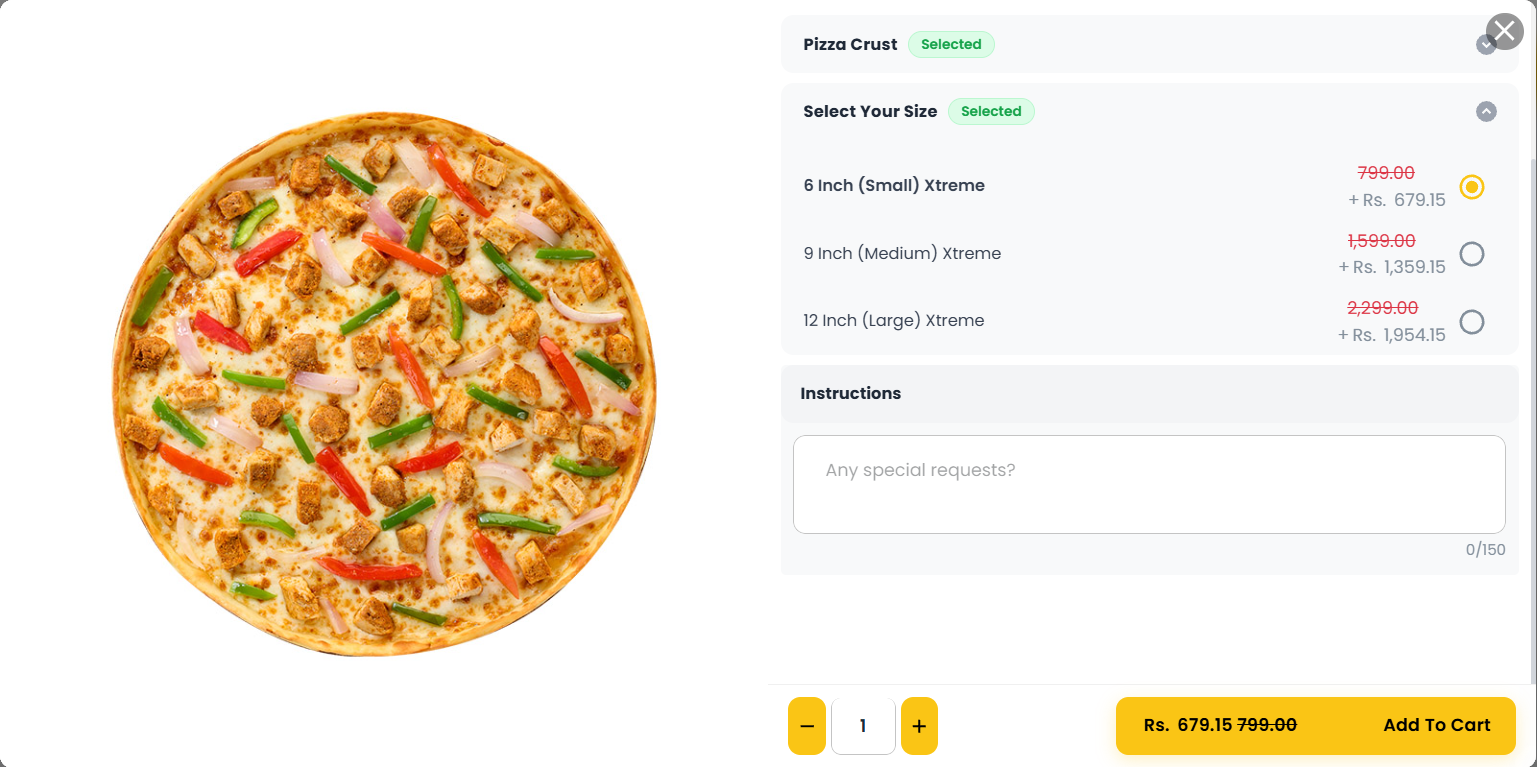 Pizza Crust Selected
Select Your Size Selected
6 Inch (Small) Xtreme 799.00
+ Rs. 679.15
9 Inch (Medium) Xtreme 1,599.00
+ Rs. 1,359.15
12 Inch (Large) Xtreme 2,299.00
+ Rs. 1,954.15
Instructions
Any special requests?
0/150
− 1 + Rs. 679.15 799.00 Add To Cart